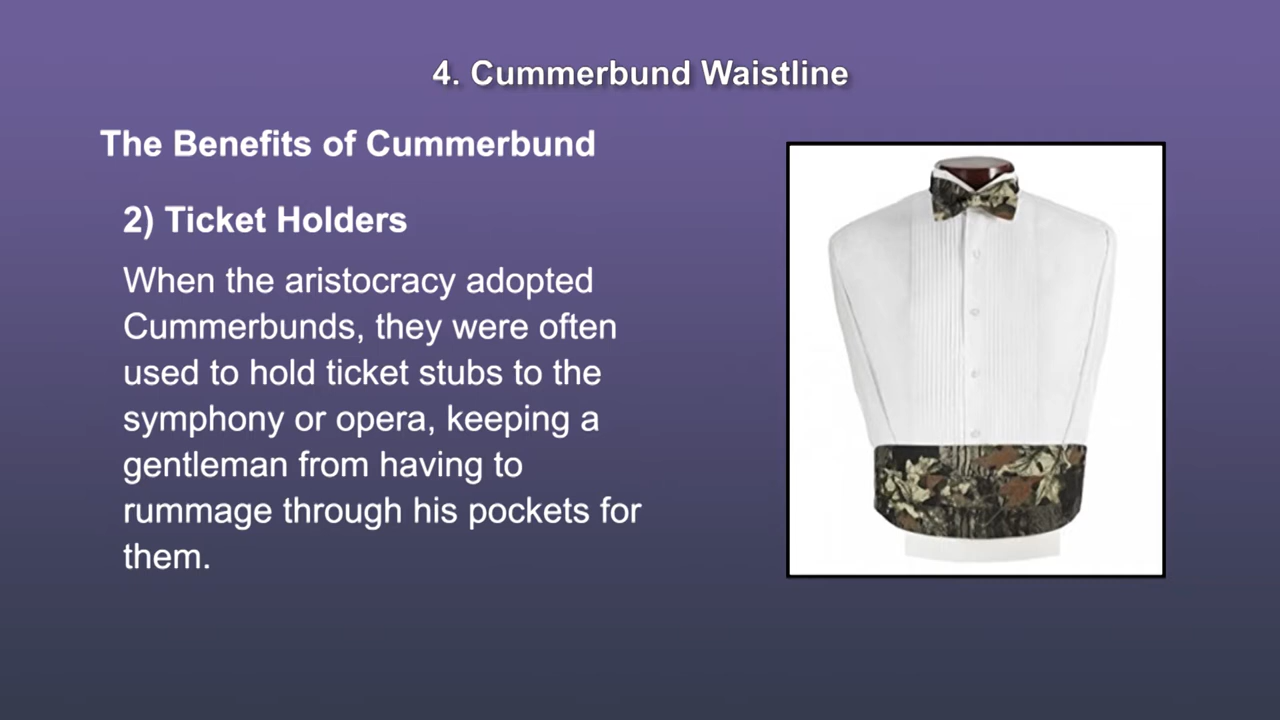 4. Cummerbund Waistline
The Benefits of Cummerbund
2) Ticket Holders
When the aristocracy adopted
Cummerbunds, they were often
used to hold ticket stubs to the
symphony or opera, keeping a
gentleman from having to
rummage through his pockets for
them.